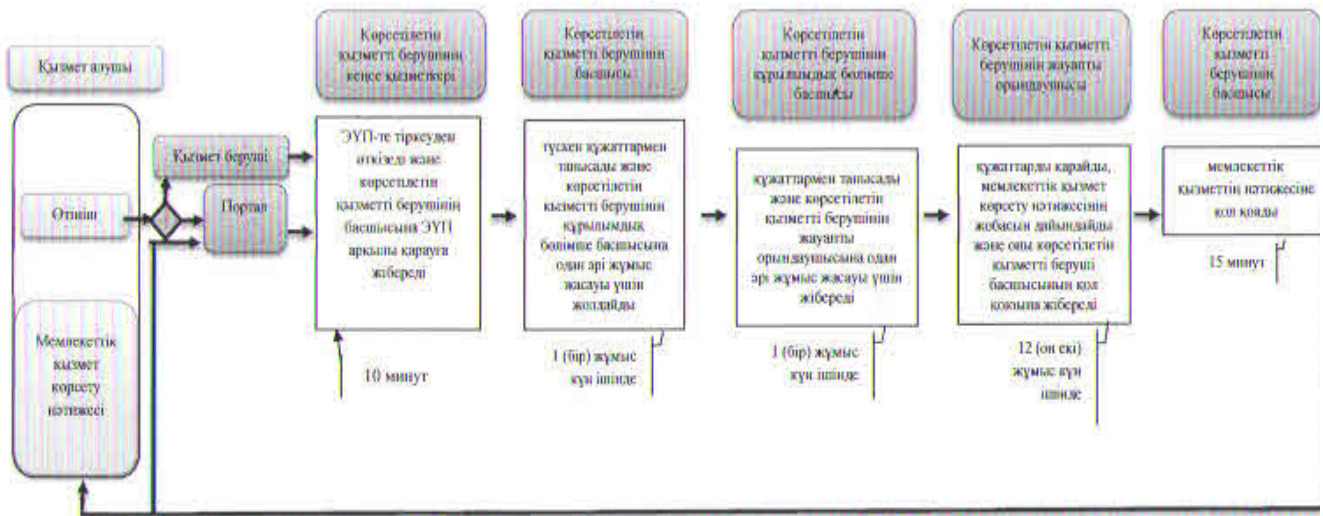 Қызмет алушы
Көрсетілетін
қызметті берушінің
кеңсе қызметкері
Көрсетілетін
қызметті берушінің
басшысы
Көрсетілетін
қызметті берушінің
құрылымдық бөлімше
басшысы
Көрсетілетін қызметті
берушінің жауапты
орындаушысы
Көрсетілетін
қызметті
берушінің
басшысы
Өтініш
Мемлекеттік
қызмет
көрсету
нәтижесі
Қызмет беруші
Портал
ЭҮП-те тіркеуден
өткізеді және
көрсетілетін
қызметті берушінің
басшысына ЭҮП
арқылы қарауға
жібереді
10 минут
түскен құжаттармен
танысады және
көрсетілетін
қызметті берушінің
құрылымдық
бөлімше басшысына
одан әрі жұмыс
жасауы үшін
жолдайды
1 (бір) жұмыс
күн ішінде
құжаттармен танысады
және көрсетілетін
қызметті берушінің
жауапты
орындаушысына одан
әрі жұмыс жасауы үшін
жібереді
1 (бір) жұмыс
күн ішінде
құжаттарды қарайды,
мемлекеттік қызмет
көрсету нәтижесінің
жобасын дайындайды
және оны көрсетілетін
қызметті беруші
басшысының қол
қоюына жібереді
12 (он екі)
жұмыс күн
ішінде
мемлекеттік
қызметтің нәтижесіне
қол қояды
15 минут